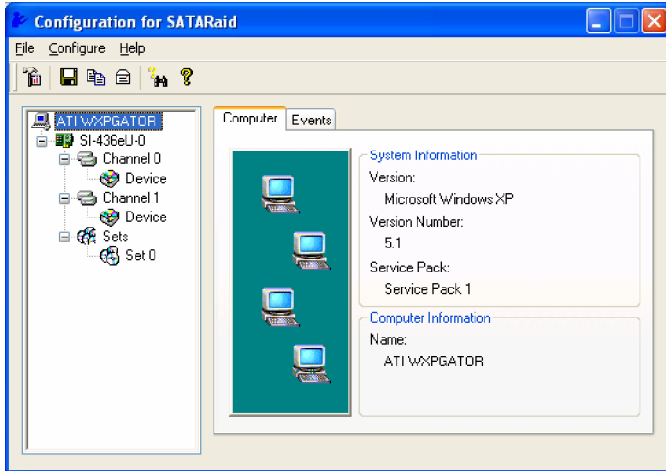 Configuration for SATARaid
File Configure Help
ATI WXPGATOR
SI-436eU-0
Channel 0
Device
Channel 1
Device
Sets
Set 0
Computer Events
System Information
Version:
Microsoft Windows XP
Version Number:
5.1
Service Pack:
Service Pack 1
Computer Information
Name:
ATI WXPGATOR